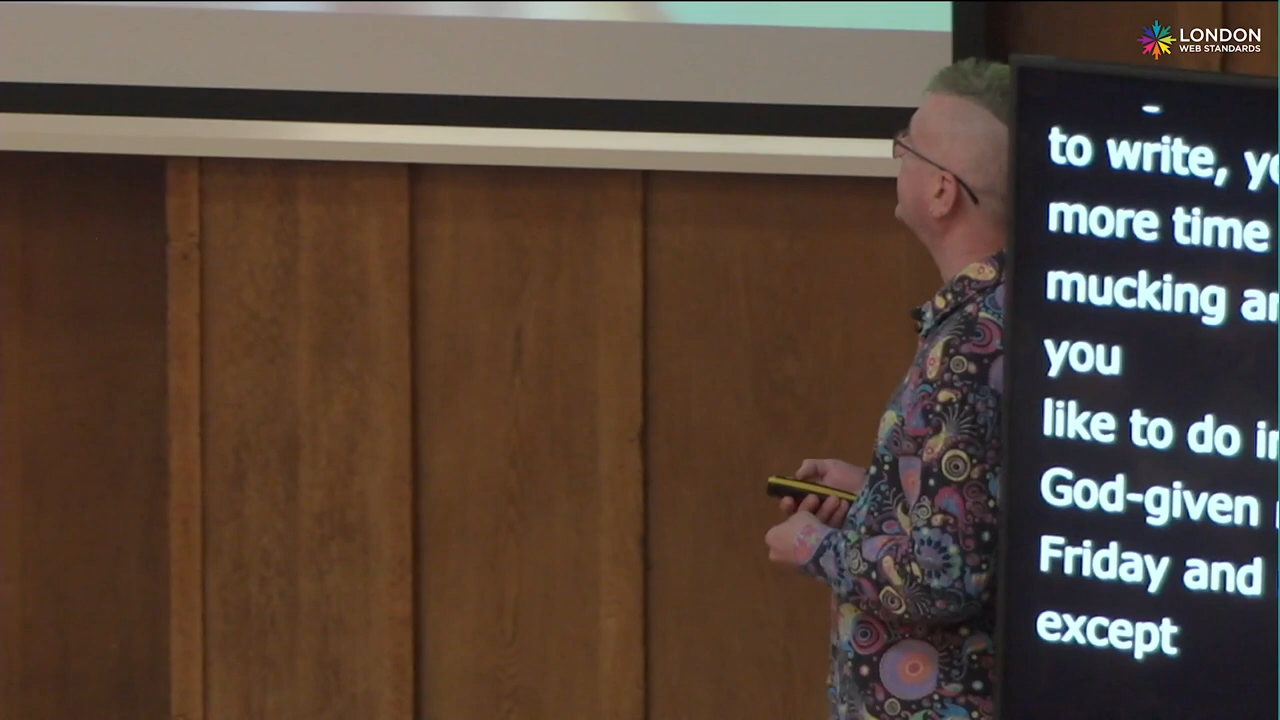 LONDON
WEB STANDARDS
to write,
more time
mucking
you
like to do
God-given
Friday and
except